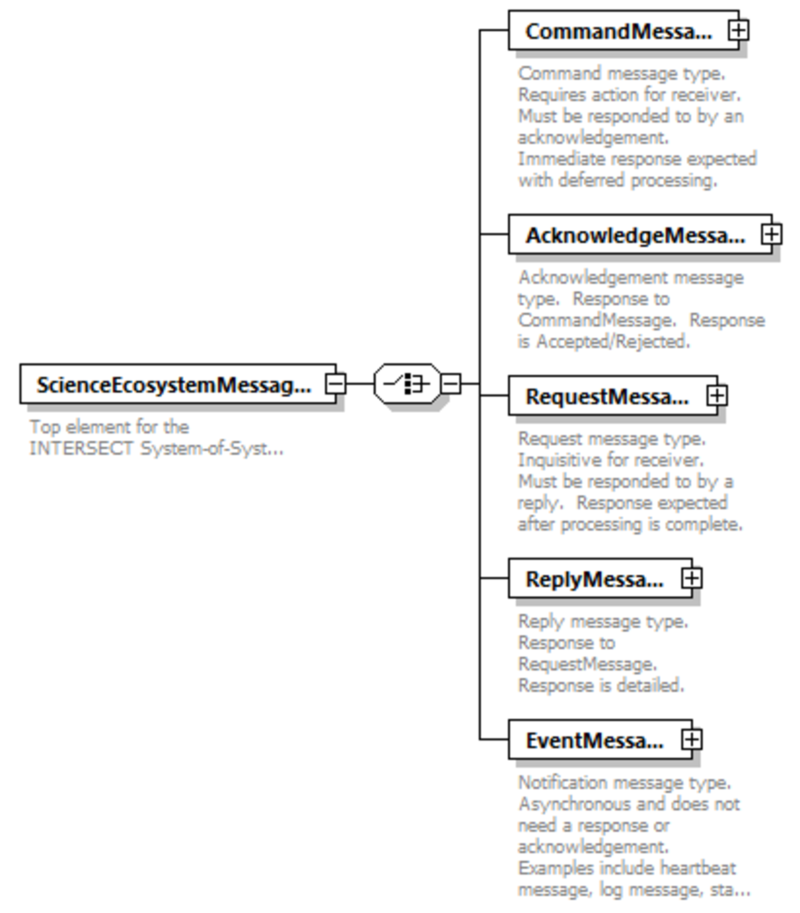 CommandMessa...
Command message type.
Requires action for receiver.
Must be responded to by an
acknowledgement.
Immediate response expected
with deferred processing.
AcknowledgeMessa...
Acknowledgement message
type.  Response to
CommandMessage.  Response
is Accepted/Rejected.
ScienceEcosystemMessag...
Top element for the
INTERSECT System-of-Syst...
RequestMessa...
Request message type.
Inquisitive for receiver.
Must be responded to by a
reply.  Response expected
after processing is complete.
ReplyMessa...
Reply message type.
Response to
RequestMessage.
Response is detailed.
EventMessa...
Notification message type.
Asynchronous and does not
need a response or
acknowledgement.
Examples include heartbeat
message, log message, sta...